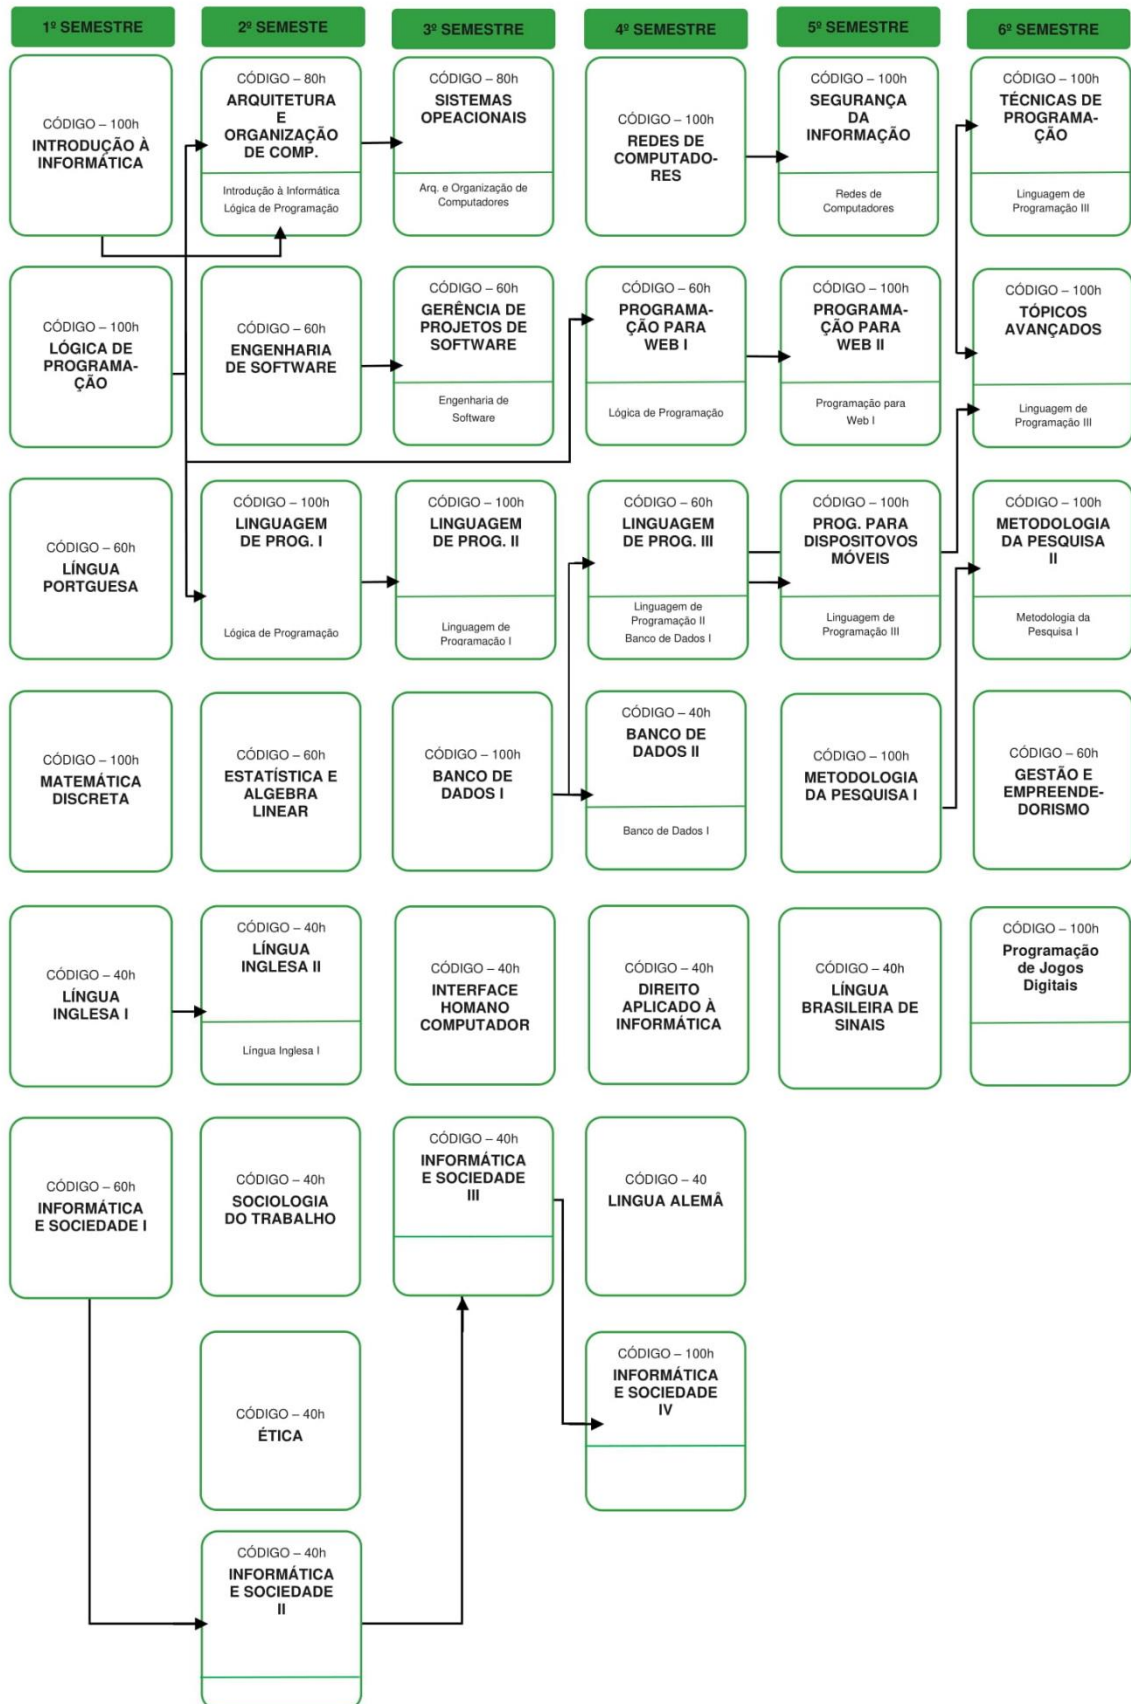 1º SEMESTRE
2º SEMESTE
3º SEMESTRE
4º SEMESTRE
5º SEMESTRE
6º SEMESTRE
CÓDIGO – 100h
INTRODUÇÃO À
INFORMÁTICA
CÓDIGO – 80h
ARQUITETURA
E
ORGANIZAÇÃO
DE COMP.
Introdução à Informática
Lógica de Programação
CÓDIGO – 80h
SISTEMAS
OPEACIONAIS
Arq. e Organização de
Computadores
CÓDIGO – 100h
REDES DE
COMPUTADO-
RES
CÓDIGO – 100h
SEGURANÇA
DA
INFORMAÇÃO
Redes de
Computadores
CÓDIGO – 100h
TÉCNICAS DE
PROGRAMA-
ÇÃO
Linguagem de
Programação III
CÓDIGO – 100h
LÓGICA DE
PROGRAMA-
ÇÃO
CÓDIGO – 60h
ENGENHARIA
DE SOFTWARE
CÓDIGO – 60h
GERÊNCIA DE
PROJETOS DE
SOFTWARE
Engenharia de
Software
CÓDIGO – 60h
PROGRAMA-
ÇÃO PARA
WEB I
Lógica de Programação
CÓDIGO – 100h
PROGRAMA-
ÇÃO PARA
WEB II
Programação para
Web I
CÓDIGO – 100h
TÓPICOS
AVANÇADOS
Linguagem de
Programação III
CÓDIGO – 60h
LÍNGUA
PORTUGUESA
CÓDIGO – 100h
LINGUAGEM
DE PROG. I
Lógica de Programação
CÓDIGO – 100h
LINGUAGEM
DE PROG. II
Linguagem de
Programação I
CÓDIGO – 60h
LINGUAGEM
DE PROG. III
Linguagem de
Programação II
Banco de Dados I
CÓDIGO – 100h
PROG. PARA
DISPOSITOVOS
MÓVEIS
Linguagem de
Programação III
CÓDIGO – 100h
METODOLOGIA
DA PESQUISA
II
Metodologia da
Pesquisa I
CÓDIGO – 100h
MATEMÁTICA
DISCRETA
CÓDIGO – 60h
ESTATÍSTICA E
ALGEBRA
LINEAR
CÓDIGO – 100h
BANCO DE
DADOS I
CÓDIGO – 40h
BANCO DE
DADOS II
Banco de Dados I
CÓDIGO – 100h
METODOLOGIA
DA PESQUISA I
CÓDIGO – 60h
GESTÃO E
EMPREENDE-
DORISMO
CÓDIGO – 40h
LÍNGUA
INGLESA I
CÓDIGO – 40h
LÍNGUA
INGLESA II
Língua Inglesa I
CÓDIGO – 40h
INTERFACE
HOMANO
COMPUTADOR
CÓDIGO – 40h
DIREITO
APLICADO À
INFORMÁTICA
CÓDIGO – 40h
LÍNGUA
BRASILEIRA DE
SINAIS
CÓDIGO – 100h
Programação
de Jogos
Digitais
CÓDIGO – 60h
INFORMÁTICA
E SOCIEDADE I
CÓDIGO – 40h
SOCIOLOGIA
DO TRABALHO
CÓDIGO – 40h
INFORMÁTICA
E SOCIEDADE
III
CÓDIGO – 40
LINGUA ALEMÂ
CÓDIGO – 40h
ÉTICA
CÓDIGO – 100h
INFORMÁTICA
E SOCIEDADE
IV
CÓDIGO – 40h
INFORMÁTICA
E SOCIEDADE
II